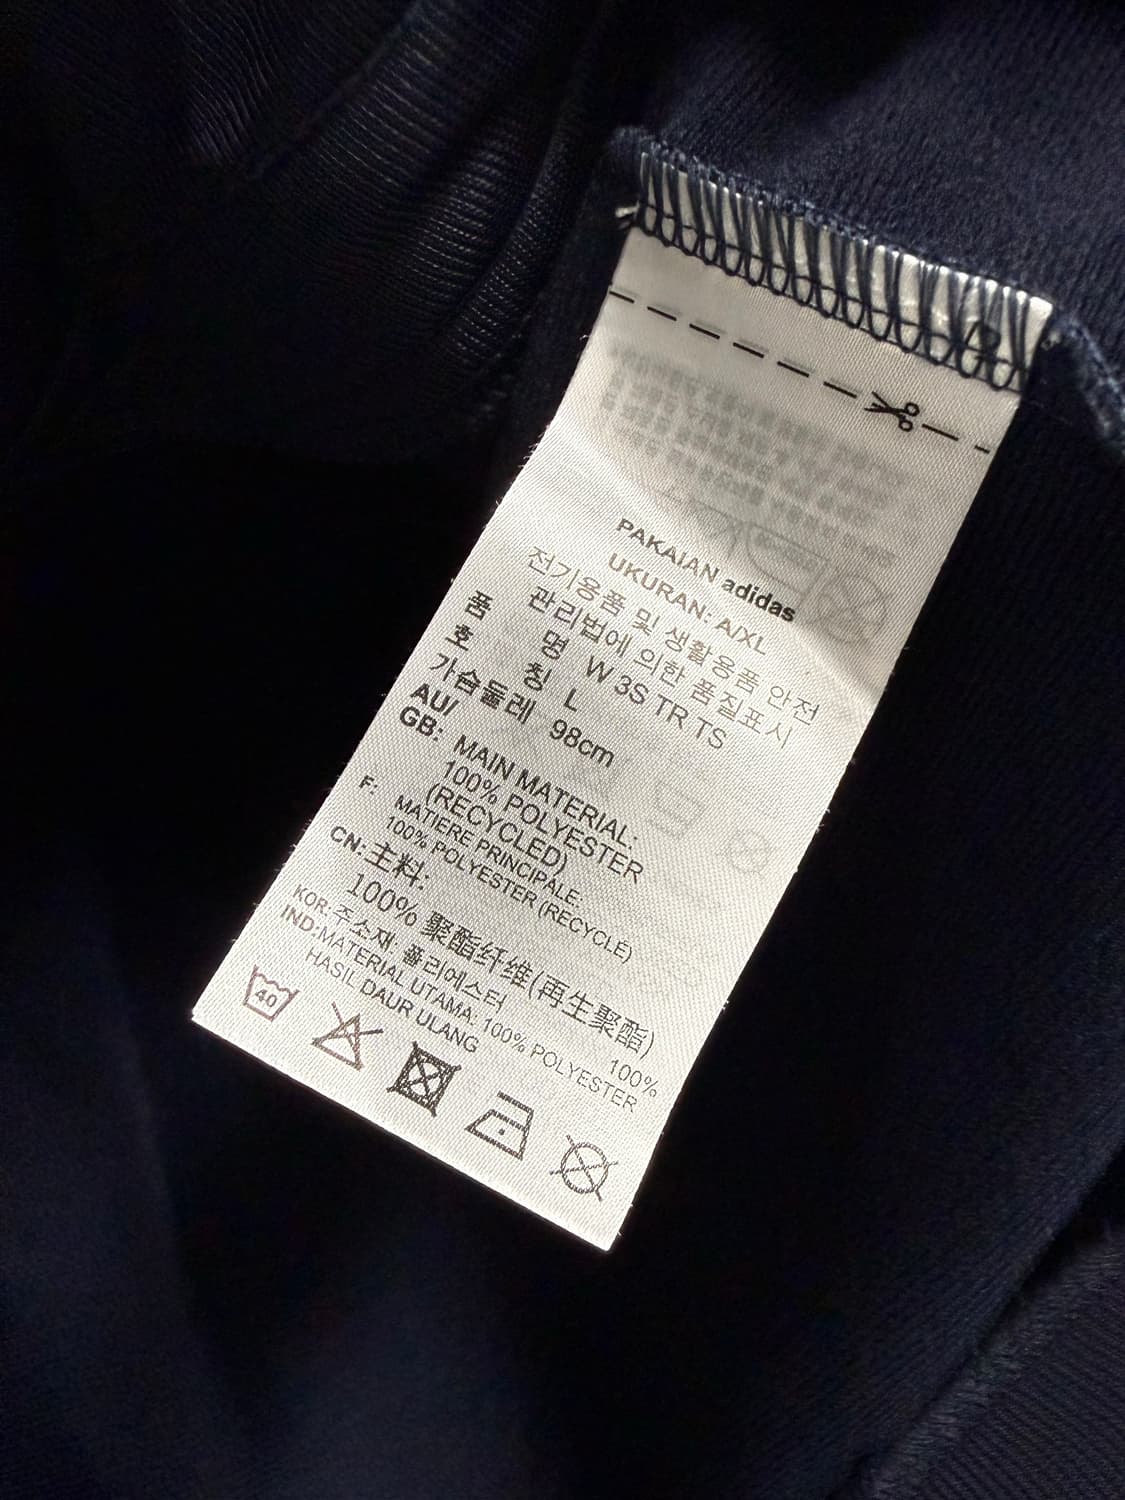 PAKAIAN adidas
UKURAN: A/XL
전기용품 및 생활용품 안전
관리법에 의한 품질표시
품 명 W 3S TR TS
호 칭 L
가슴둘레 98cm
AU/
GB: MAIN MATERIAL:
100% POLYESTER
(RECYCLED)
F: MATIERE PRINCIPALE.
100% POLYESTER (RECYCLÉ)
CN: 主料:
100% 聚酯纤维(再生聚酯)
KOR: 주소재: 폴리에스터 100%
IND: MATERIAL UTAMA: 100% POLYESTER
HASIL DAUR ULANG
40